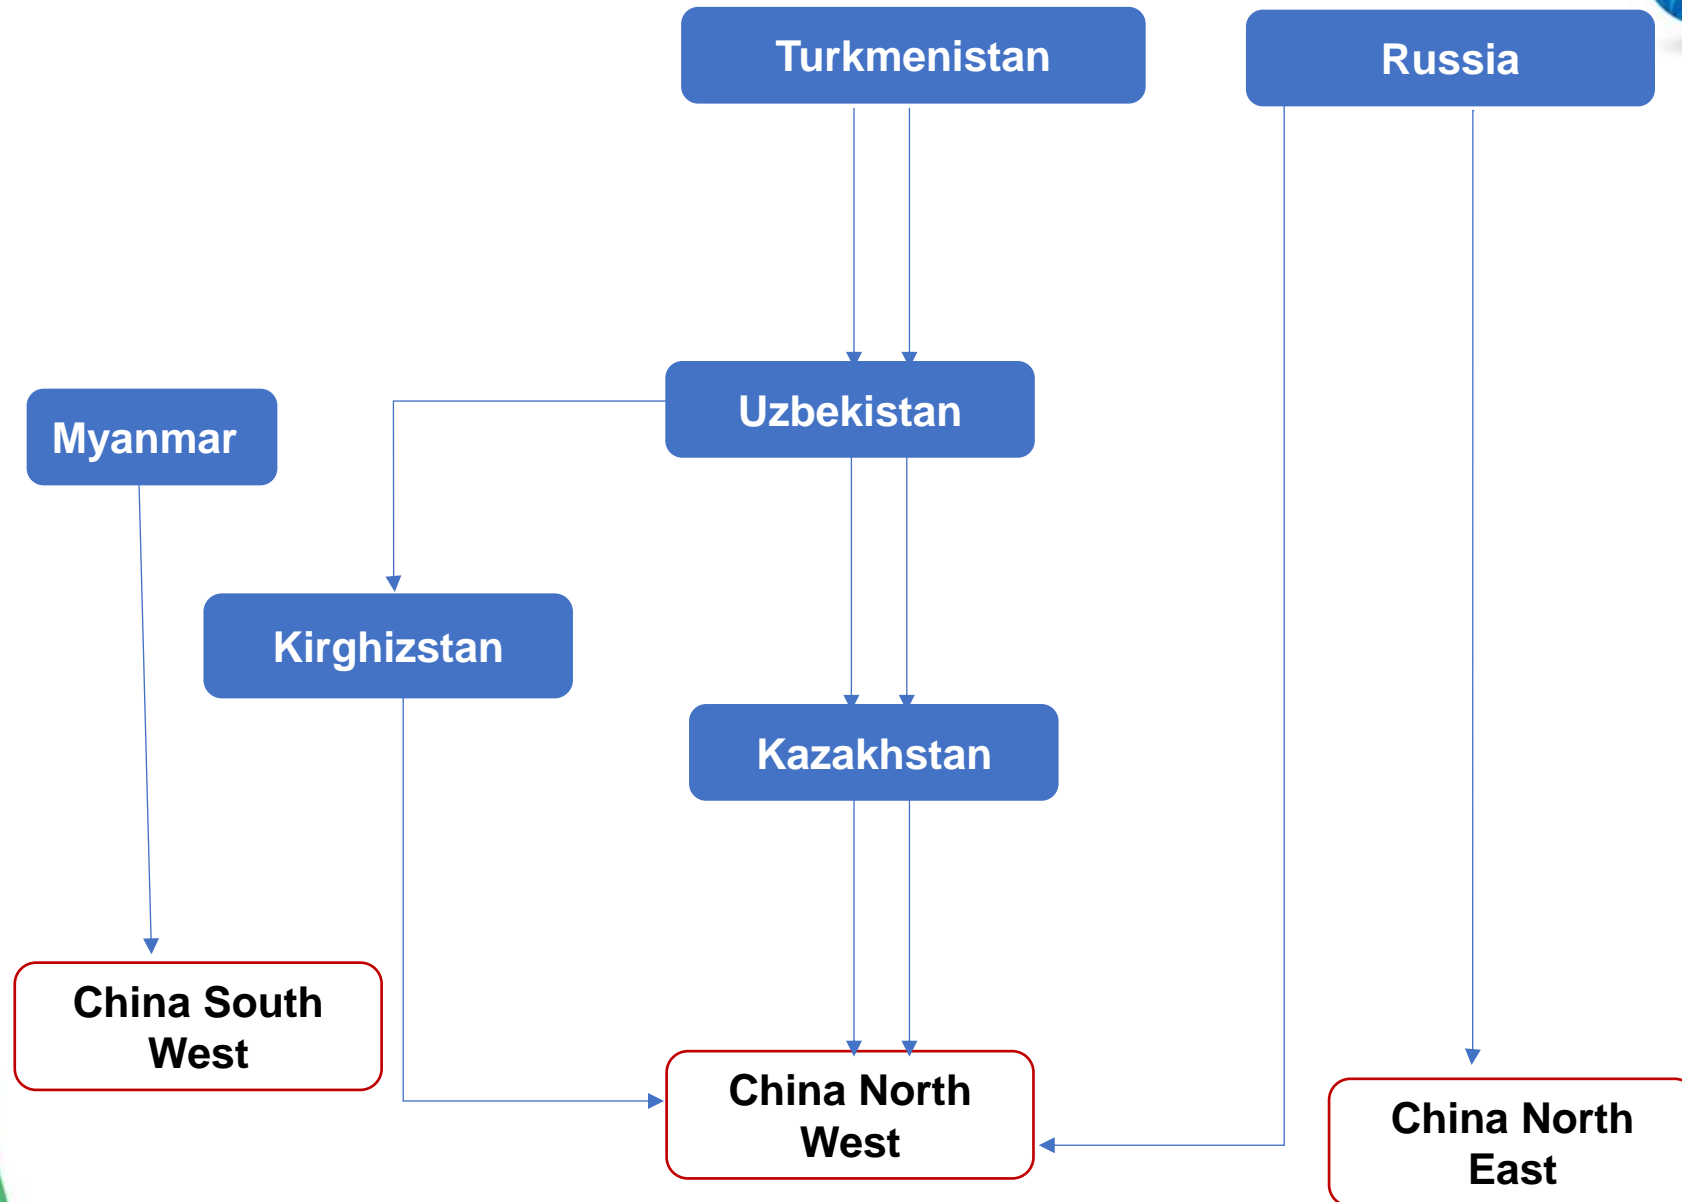 Turkmenistan
Russia
Uzbekistan
Myanmar
Kirghizstan
Kazakhstan
China South
West
China North
West
China North
East